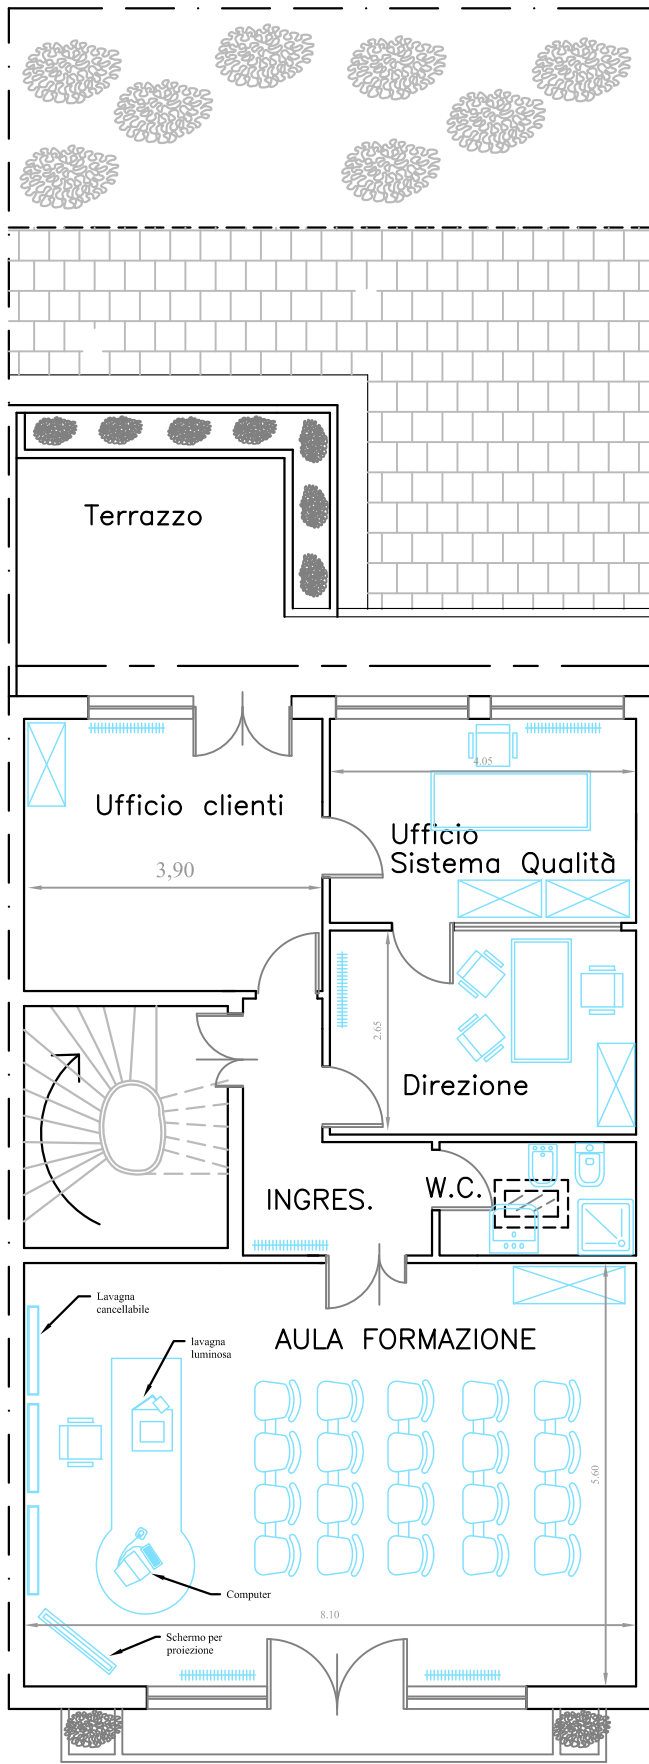 Terrazzo
4.05
Ufficio clienti
Ufficio
Sistema Qualità
3,90
2.65
Direzione
INGRES.
W.C.
Lavagna
cancellabile
lavagna
luminosa
AULA FORMAZIONE
5.60
Computer
8.10
Schermo per
proiezione